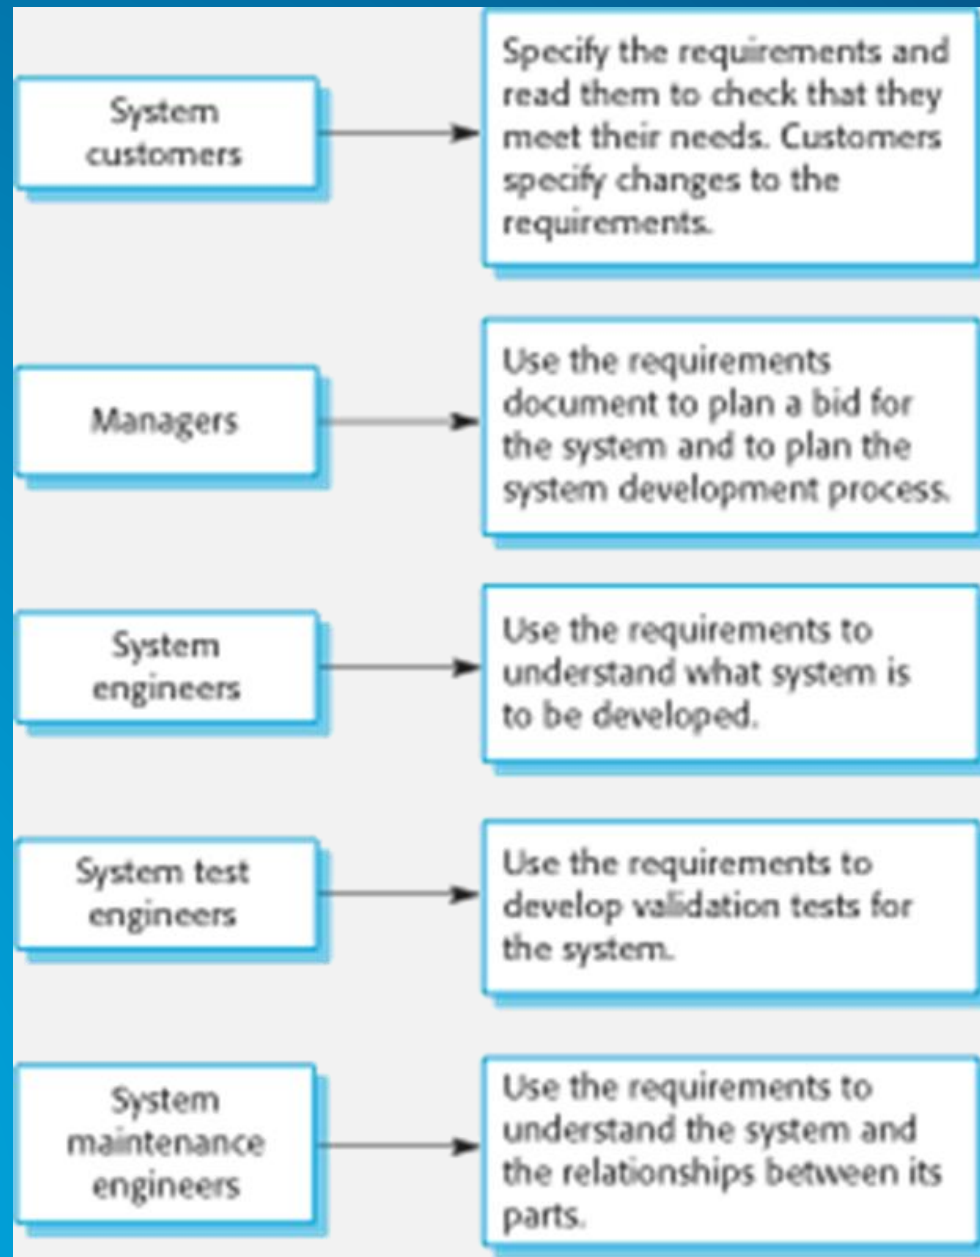 System
customers
Specify the requirements and
read them to check that they
meet their needs. Customers
specify changes to the
requirements.
Managers
Use the requirements
document to plan a bid for
the system and to plan the
system development process.
System
engineers
Use the requirements to
understand what system is
to be developed.
System test
engineers
Use the requirements to
develop validation tests for
the system.
System
maintenance
engineers
Use the requirements to
understand the system and
the relationships between its
parts.